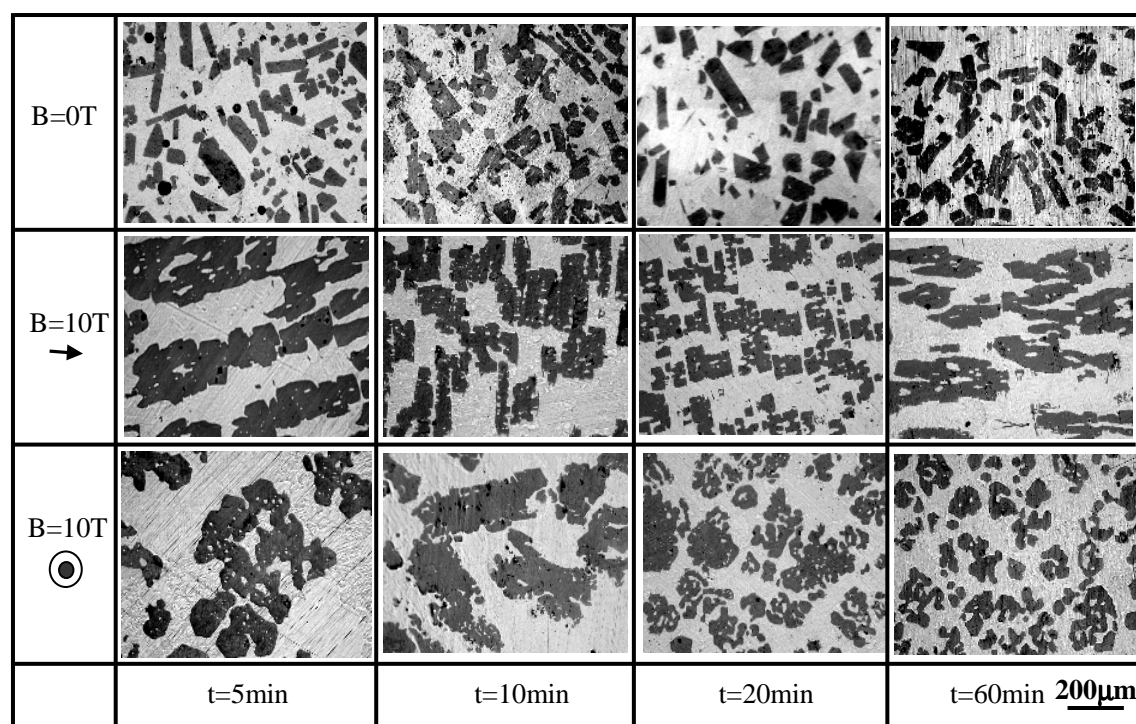 B=0T
B=10T
B=10T
t=5min
t=10min
t=20min
t=60min
200μm